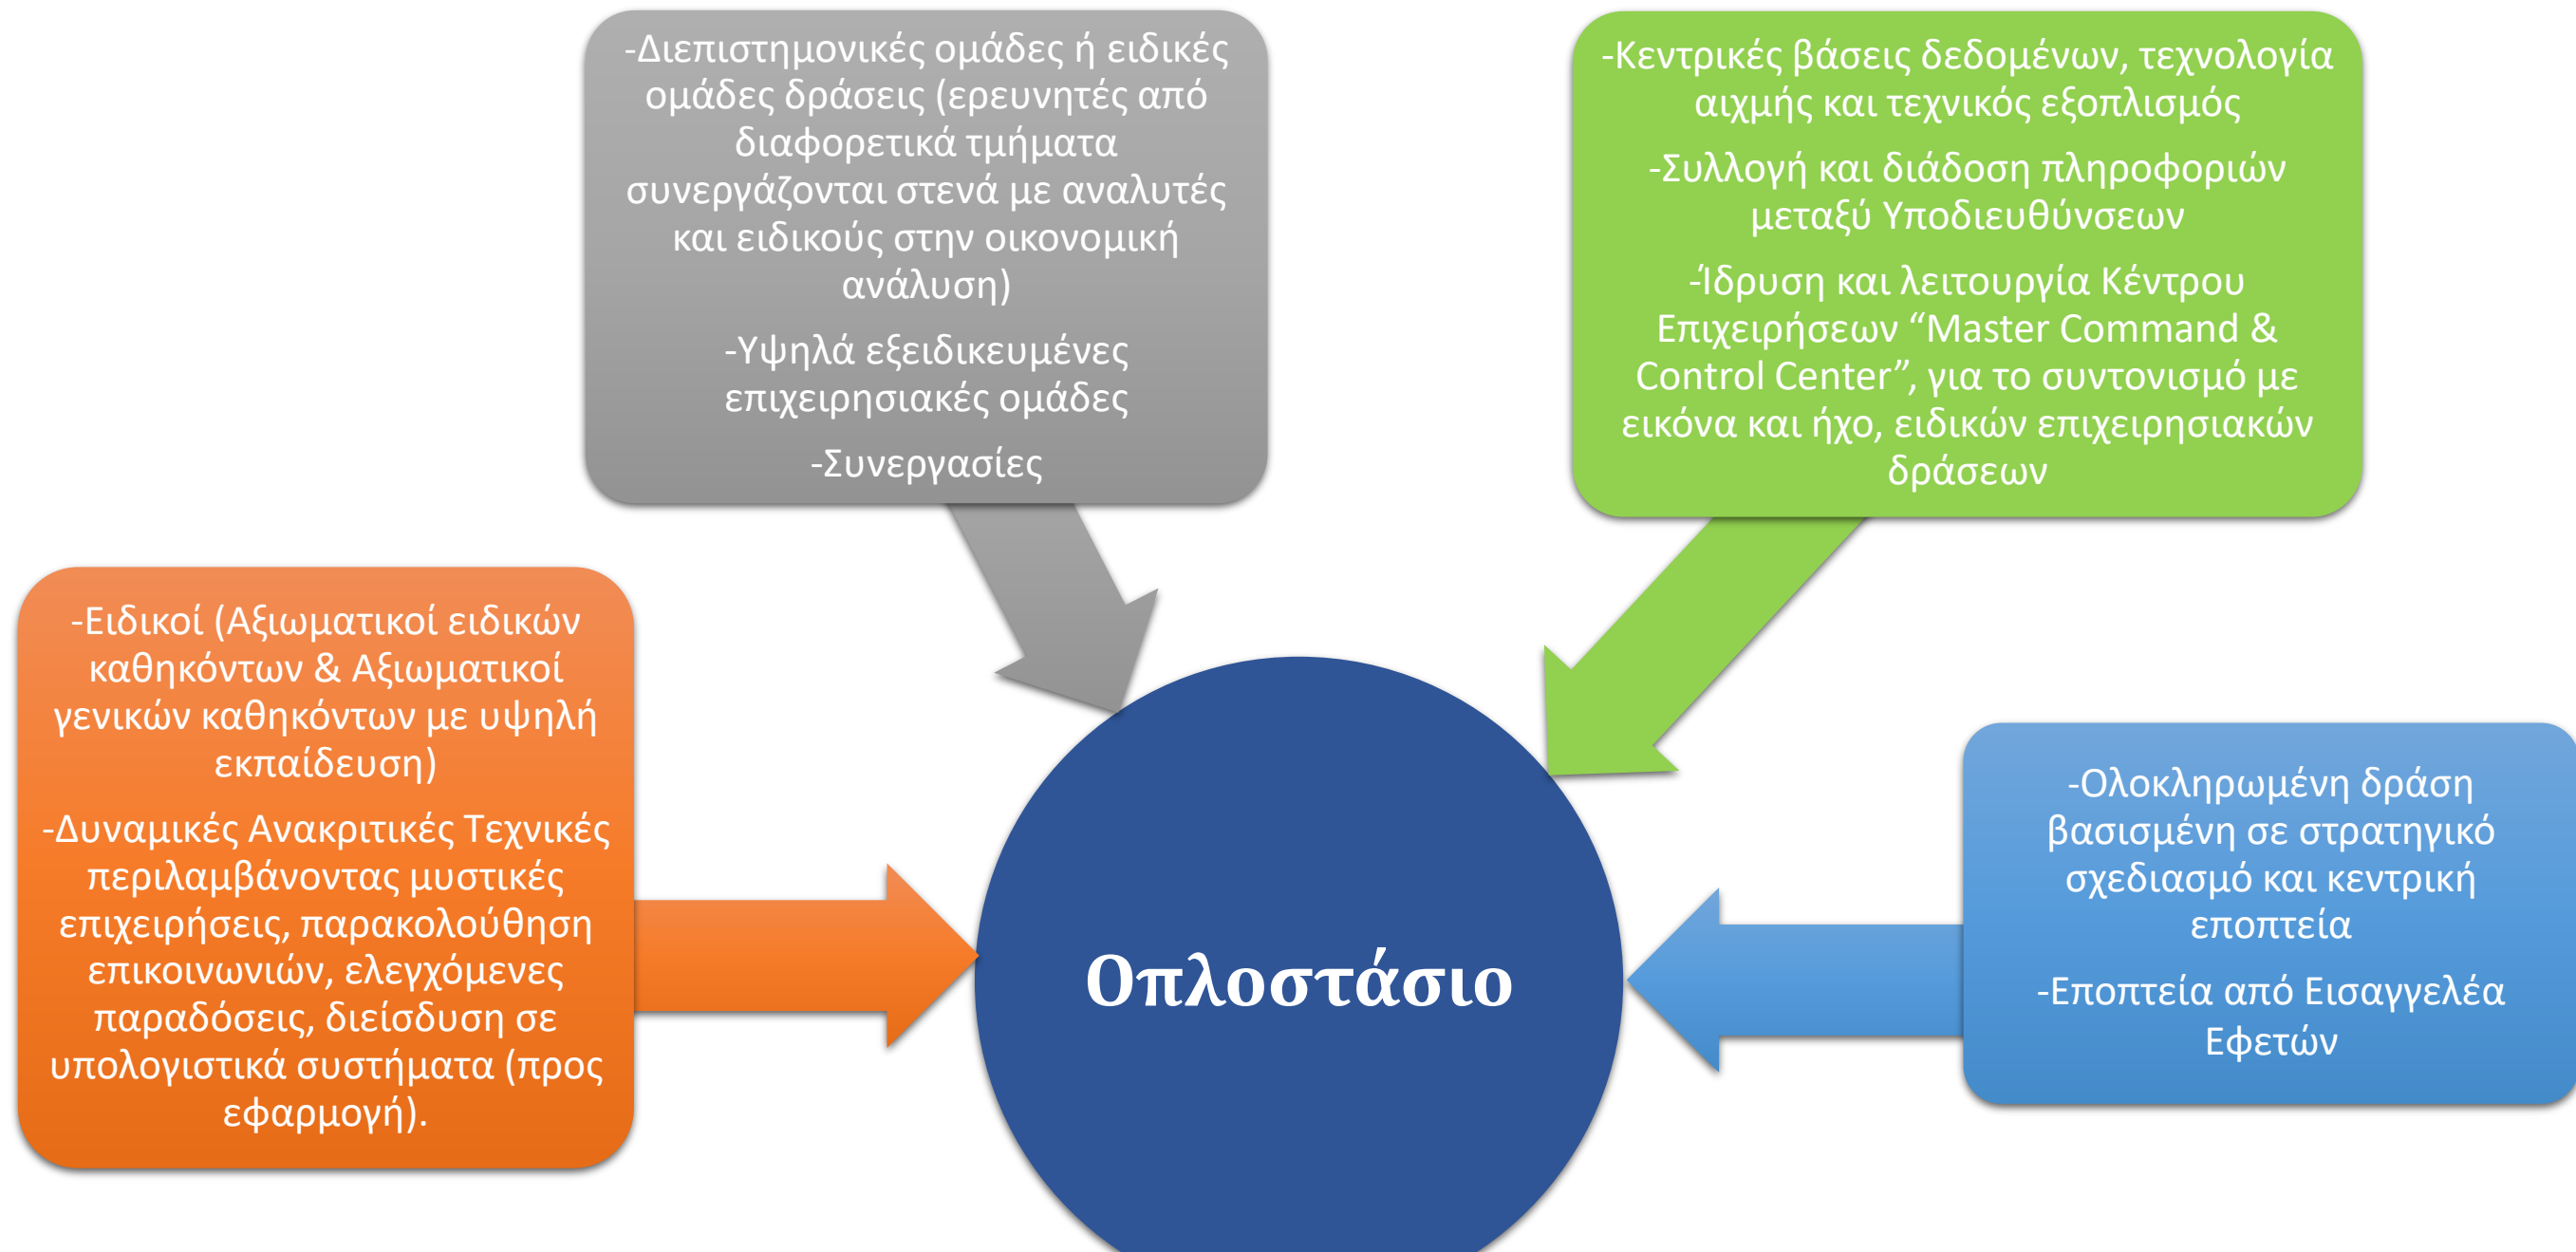 -Διεπιστημονικές ομάδες ή ειδικές
ομάδες δράσεις (ερευνητές από
διαφορετικά τμήματα
συνεργάζονται στενά με αναλυτές
και ειδικούς στην οικονομική
ανάλυση)
-Υψηλά εξειδικευμένες
επιχειρησιακές ομάδες
-Συνεργασίες
-Κεντρικές βάσεις δεδομένων, τεχνολογία
αιχμής και τεχνικός εξοπλισμός
-Συλλογή και διάδοση πληροφοριών
μεταξύ Υποδιευθύνσεων
-Ίδρυση και λειτουργία Κέντρου
Επιχειρήσεων “Master Command &
Control Center”, για το συντονισμό με
εικόνα και ήχο, ειδικών επιχειρησιακών
δράσεων
-Ειδικοί (Αξιωματικοί ειδικών
καθηκόντων & Αξιωματικοί
γενικών καθηκόντων με υψηλή
εκπαίδευση)
-Δυναμικές Ανακριτικές Τεχνικές
περιλαμβάνοντας μυστικές
επιχειρήσεις, παρακολούθηση
επικοινωνιών, ελεγχόμενες
παραδόσεις, διείσδυση σε
υπολογιστικά συστήματα (προς
εφαρμογή).
Οπλοστάσιο
-Ολοκληρωμένη δράση
βασισμένη σε στρατηγικό
σχεδιασμό και κεντρική
εποπτεία
-Εποπτεία από Εισαγγελέα
Εφετών